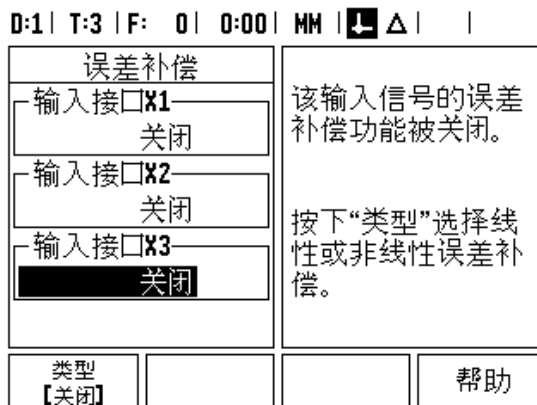 D:1| T:3 |F: 0| 0:00| MM | △| |
误差补偿
输入接口X1
关闭
输入接口X2
关闭
输入接口X3
关闭
该输入信号的误差
补偿功能被关闭。
按下“类型”选择线
性或非线性误差补
偿。
类型
【关闭】
帮助